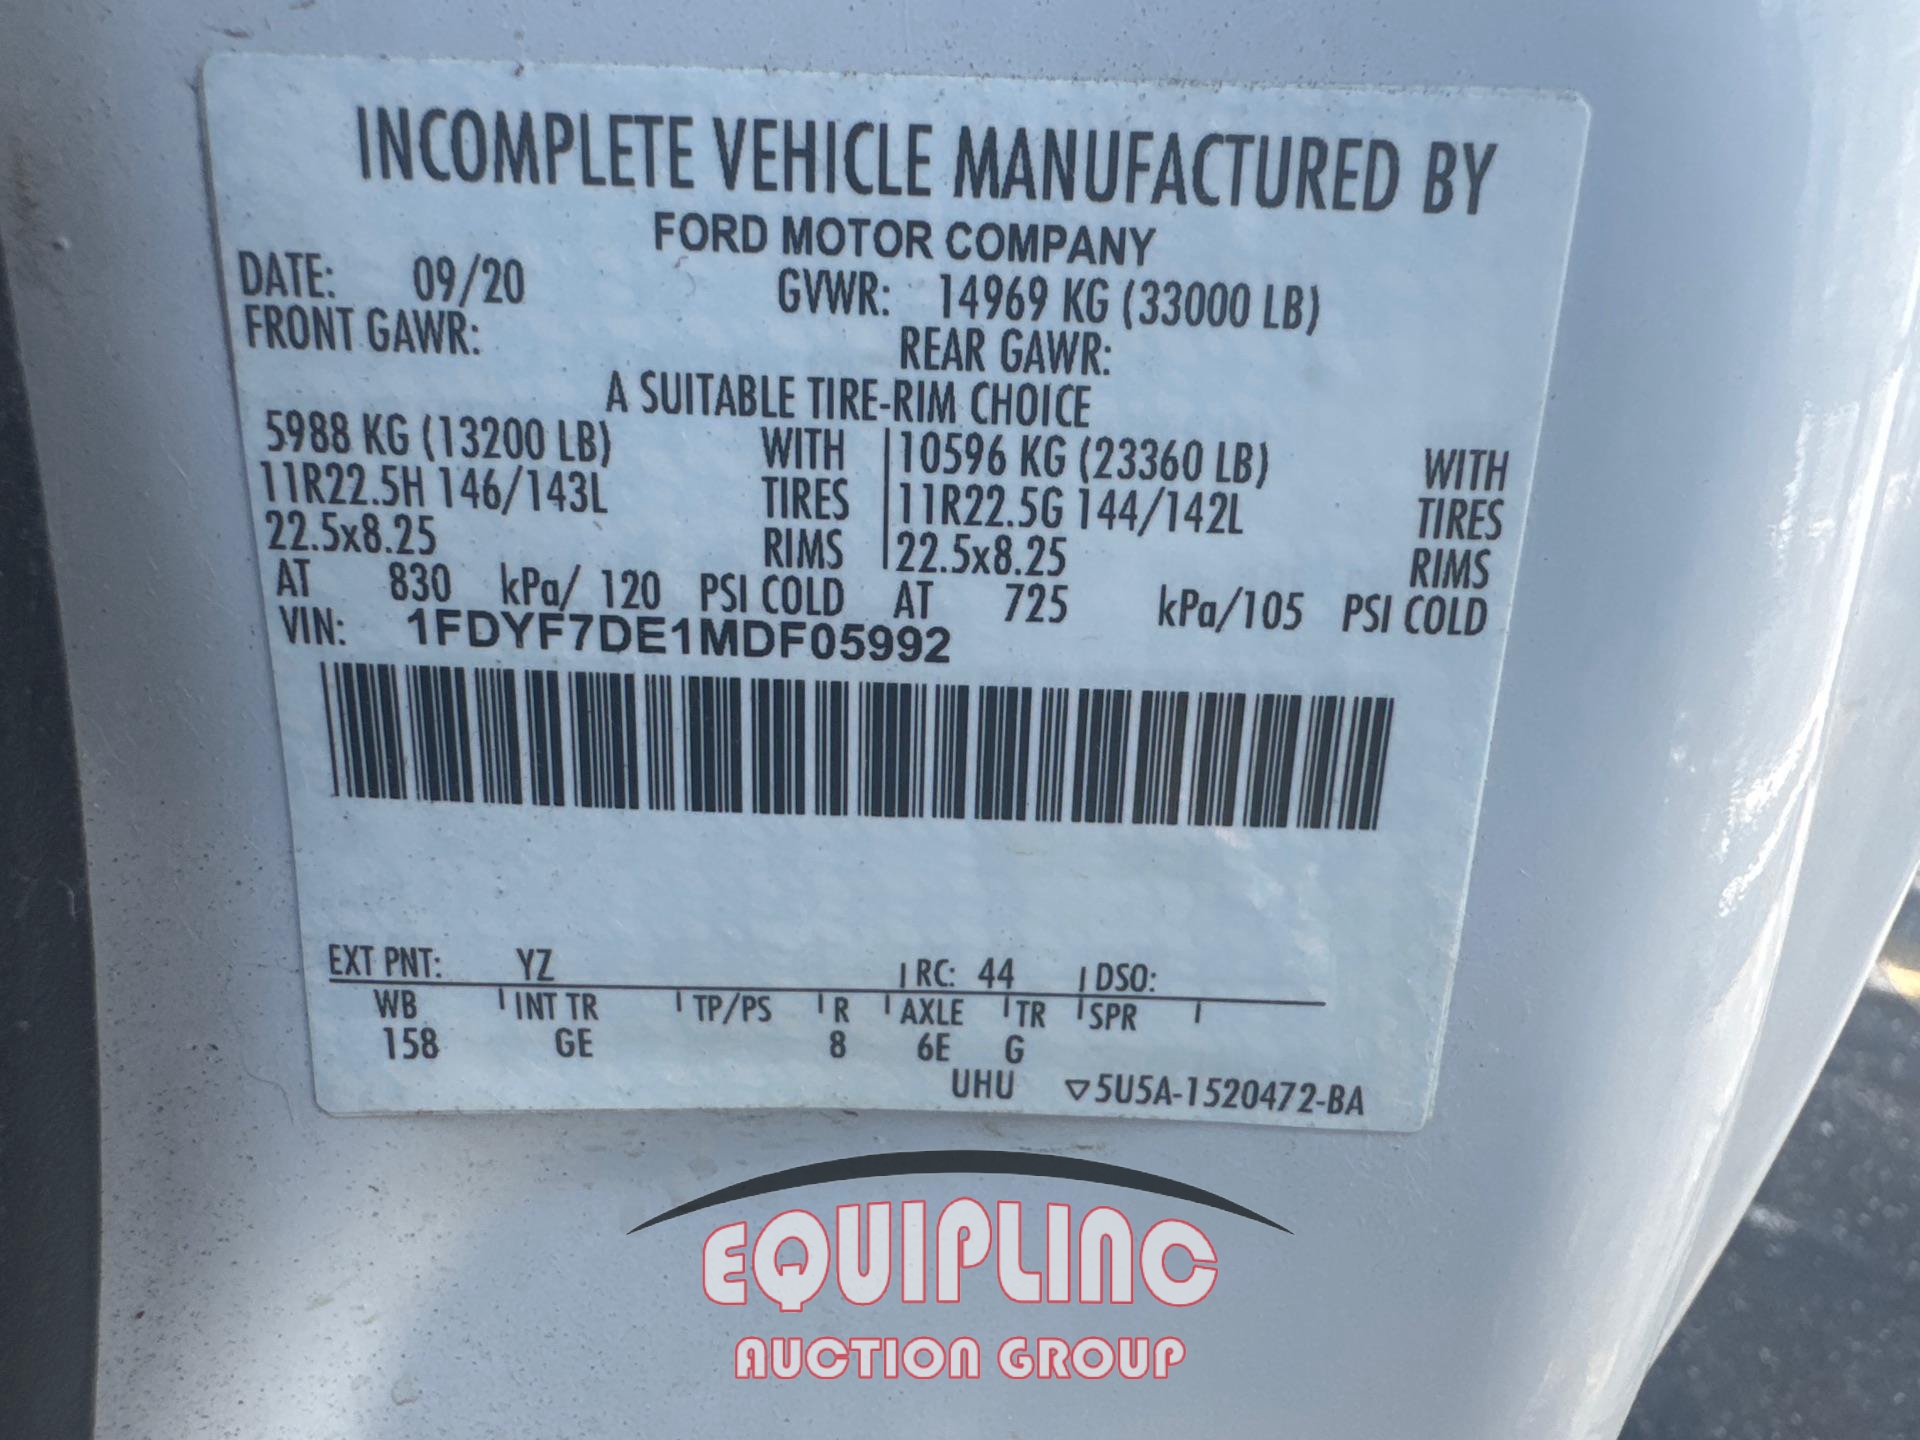 INCOMPLETE VEHICLE MANUFACTURED BY
FORD MOTOR COMPANY
DATE: 09/20 GVWR: 14969 KG (33000 LB)
FRONT GAWR: REAR GAWR:
A SUITABLE TIRE-RIM CHOICE
5988 KG (13200 LB) WITH 10596 KG (23360 LB) WITH
11R22.5H 146/143L TIRES 11R22.5G 144/142L TIRES
22.5x8.25 RIMS 22.5x8.25 RIMS
AT 830 kPa/ 120 PSI COLD AT 725 kPa/105 PSI COLD
VIN: 1FDYF7DE1MDF05992
EXT PNT: YZ RC: 44 DSO:
WB INT TR TP/PS R AXLE TR SPR
158 GE 8 6E G
UHU ▽5U5A-1520472-BA
EQUIPLINC
AUCTION GROUP